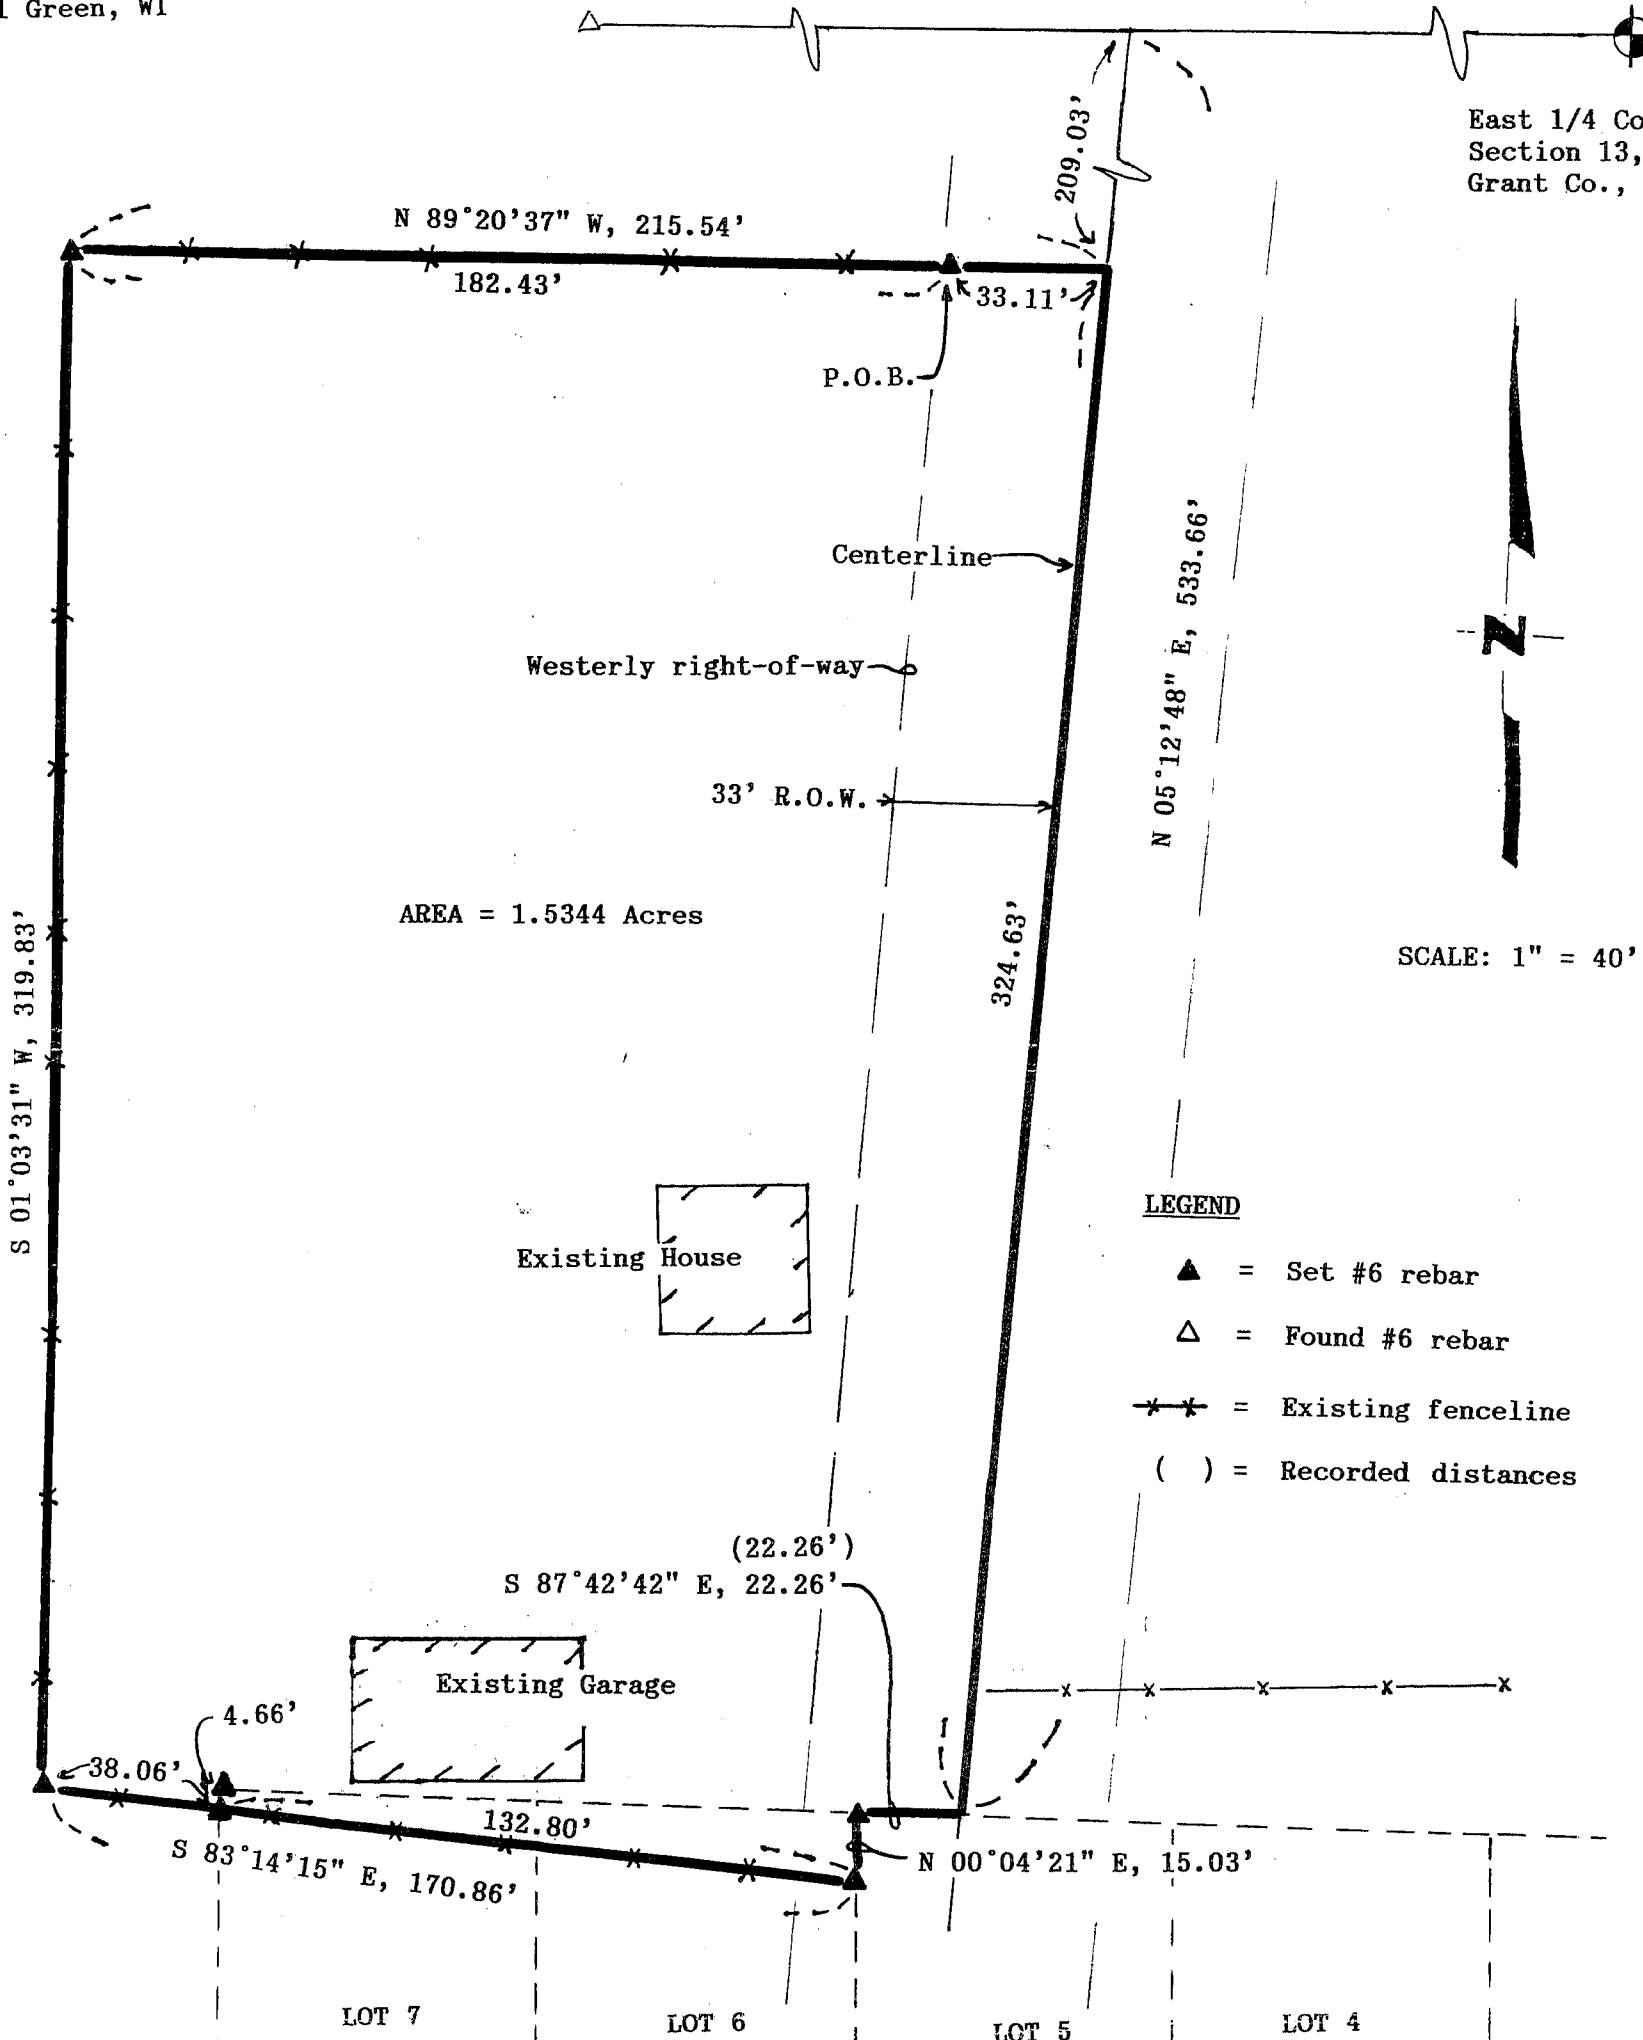 Green, WI
209.03'
East 1/4 Co
Section 13,
Grant Co.,
N 89°20'37" W, 215.54'
182.43'
33.11'
P.O.B.
Centerline
N 05°12'48" E, 533.66'
Westerly right-of-way
N
33' R.O.W.
AREA = 1.5344 Acres
324.63'
SCALE: 1" = 40'
S 01°03'31" W, 319.83'
LEGEND
Existing House
= Set #6 rebar
= Found #6 rebar
x x = Existing fenceline
( ) = Recorded distances
(22.26')
S 87°42'42" E, 22.26'
Existing Garage
4.66'
38.06'
132.80'
S 83°14'15" E, 170.86'
N 00°04'21" E, 15.03'
LOT 7
LOT 6
LOT 5
LOT 4